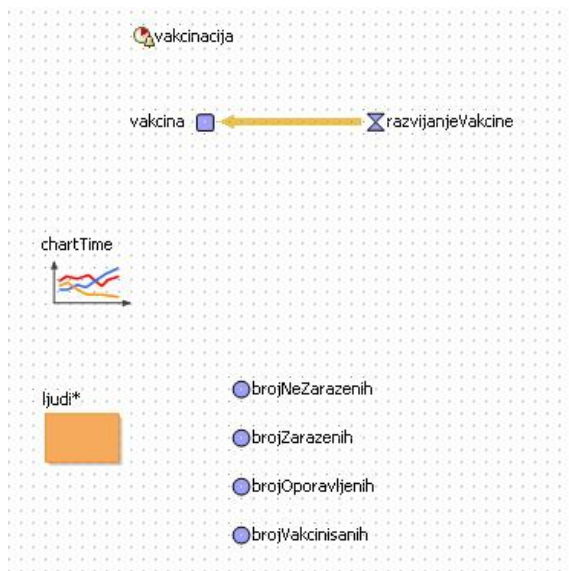 vakcinacija
vakcina
razvijanjeVakcine
chartTime
ljudi*
brojNeZarazenih
brojZarazenih
brojOporavljenih
brojVakcinisanih